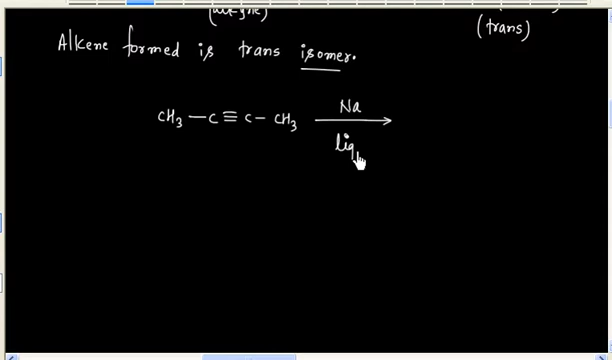 (trans)
Alkene formed is trans isomer.
CH₃ — C ≡ C — CH₃
Na
liq